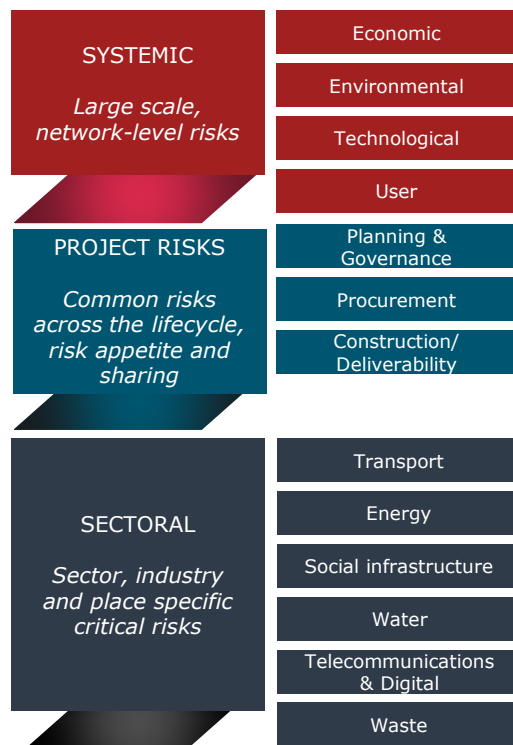 SYSTEMIC
Large scale,
network-level risks
Economic
Environmental
Technological
User
PROJECT RISKS
Common risks
across the lifecycle,
risk appetite and
sharing
Planning &
Governance
Procurement
Construction/
Deliverability
SECTORAL
Sector, industry
and place specific
critical risks
Transport
Energy
Social infrastructure
Water
Telecommunications
& Digital
Waste